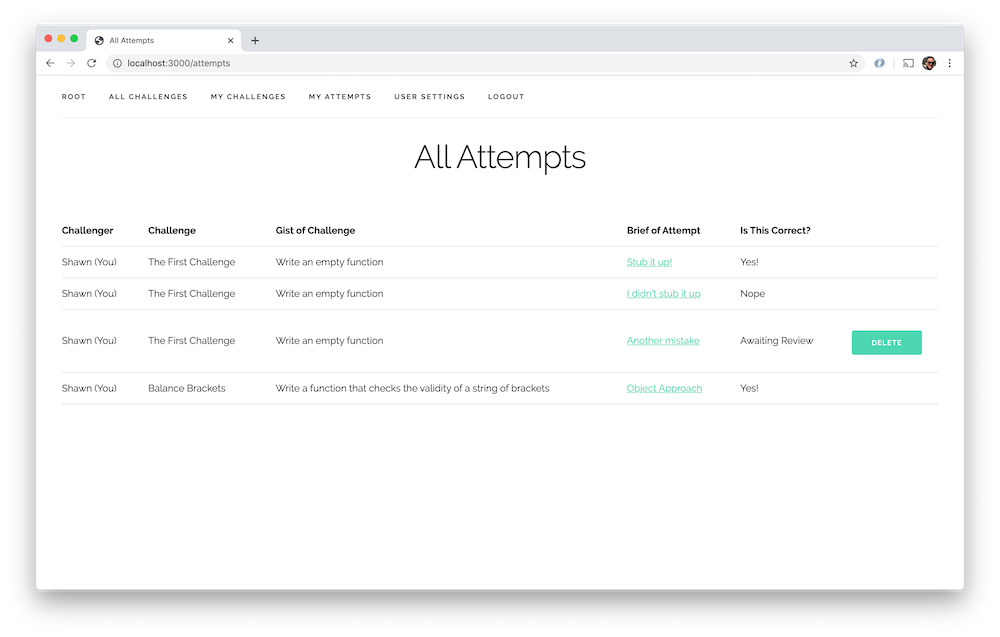 All Attempts
localhost:3000/attempts
ROOT ALL CHALLENGES MY CHALLENGES MY ATTEMPTS USER SETTINGS LOGOUT
All Attempts
Challenger Challenge Gist of Challenge Brief of Attempt Is This Correct?
Shawn (You) The First Challenge Write an empty function Stub it up! Yes!
Shawn (You) The First Challenge Write an empty function I didn't stub it up Nope
Shawn (You) The First Challenge Write an empty function Another mistake Awaiting Review DELETE
Shawn (You) Balance Brackets Write a function that checks the validity of a string of brackets Object Approach Yes!